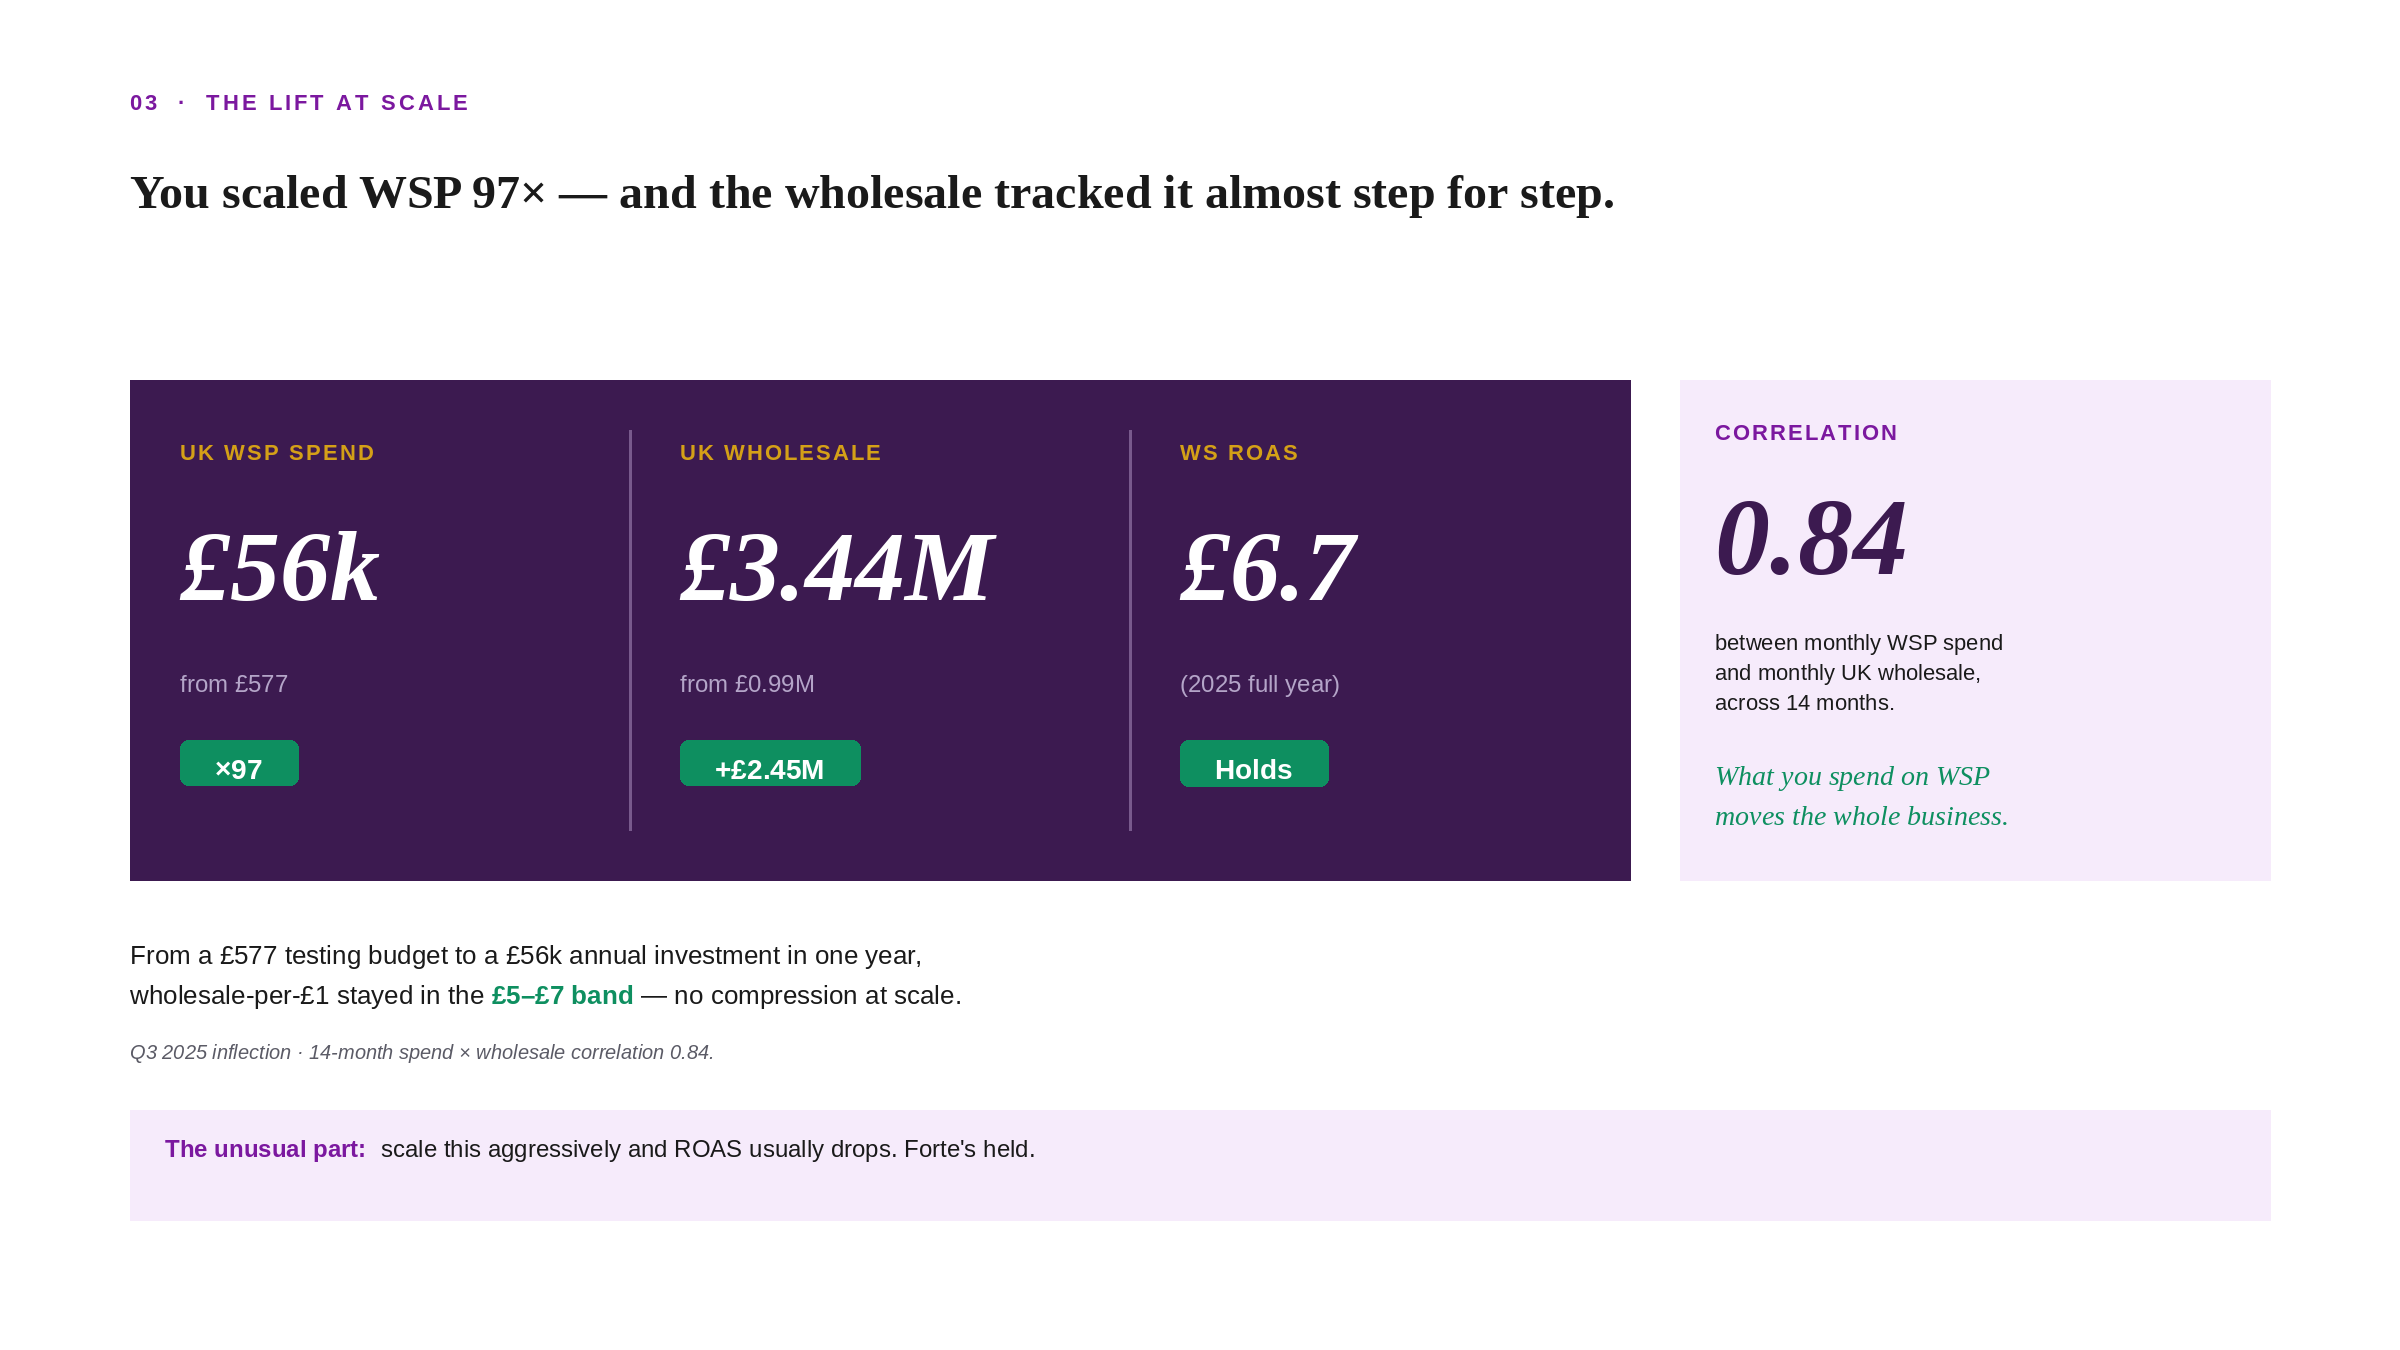 03 · THE LIFT AT SCALE
You scaled WSP 97× — and the wholesale tracked it almost step for step.
UK WSP SPEND
£56k
from £577
×97
UK WHOLESALE
£3.44M
from £0.99M
+£2.45M
WS ROAS
£6.7
(2025 full year)
Holds
CORRELATION
0.84
between monthly WSP spend
and monthly UK wholesale,
across 14 months.
What you spend on WSP
moves the whole business.
From a £577 testing budget to a £56k annual investment in one year,
wholesale-per-£1 stayed in the £5–£7 band — no compression at scale.
Q3 2025 inflection · 14-month spend × wholesale correlation 0.84.
The unusual part: scale this aggressively and ROAS usually drops. Forte's held.